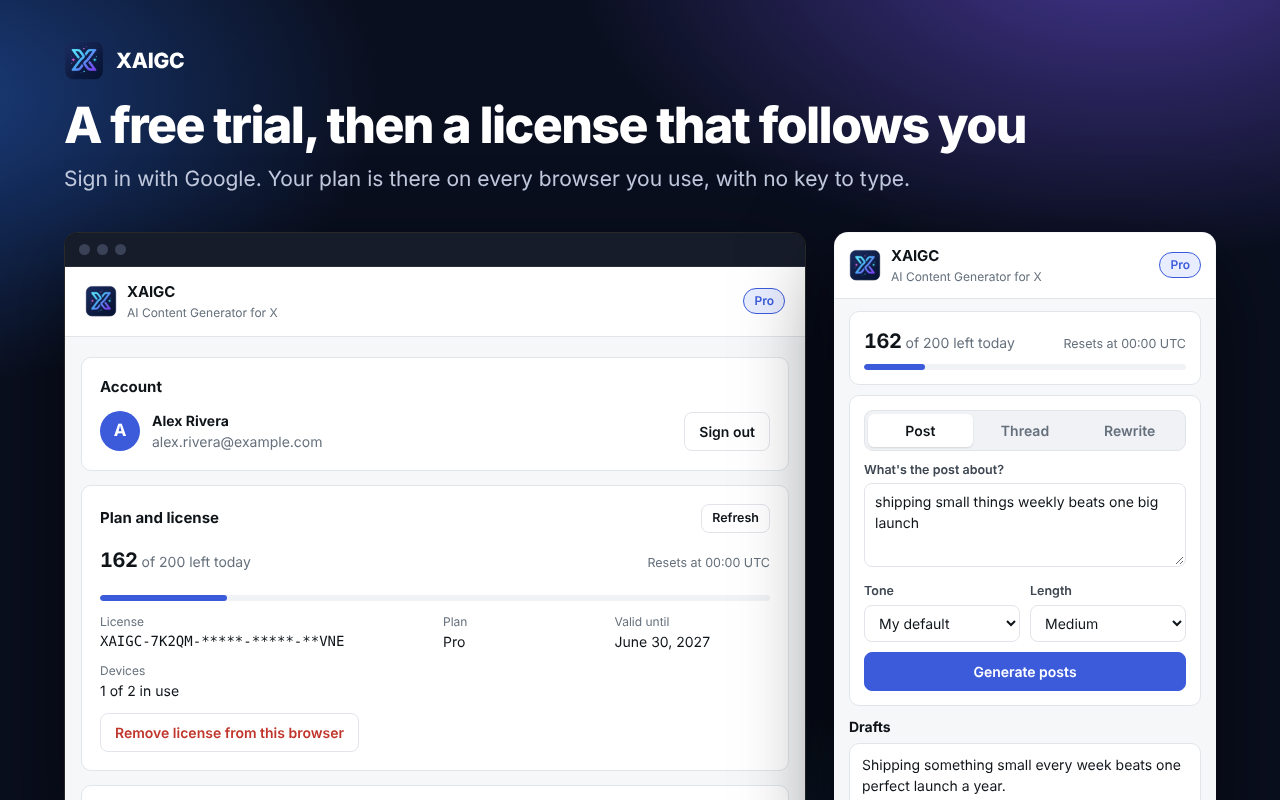 XAIGC
A free trial, then a license that follows you
Sign in with Google. Your plan is there on every browser you use, with no key to type.
XAIGC
AI Content Generator for X
Pro
Account
A
Alex Rivera
alex.rivera@example.com
Sign out
Plan and license
Refresh
162 of 200 left today
Resets at 00:00 UTC
License
XAIGC-7K2QM-*****-*****-**VNE
Plan
Pro
Valid until
June 30, 2027
Devices
1 of 2 in use
Remove license from this browser
XAIGC
AI Content Generator for X
Pro
162 of 200 left today
Resets at 00:00 UTC
Post
Thread
Rewrite
What's the post about?
shipping small things weekly beats one big
launch
Tone
Length
My default
Medium
Generate posts
Drafts
Shipping something small every week beats one
perfect launch a year.